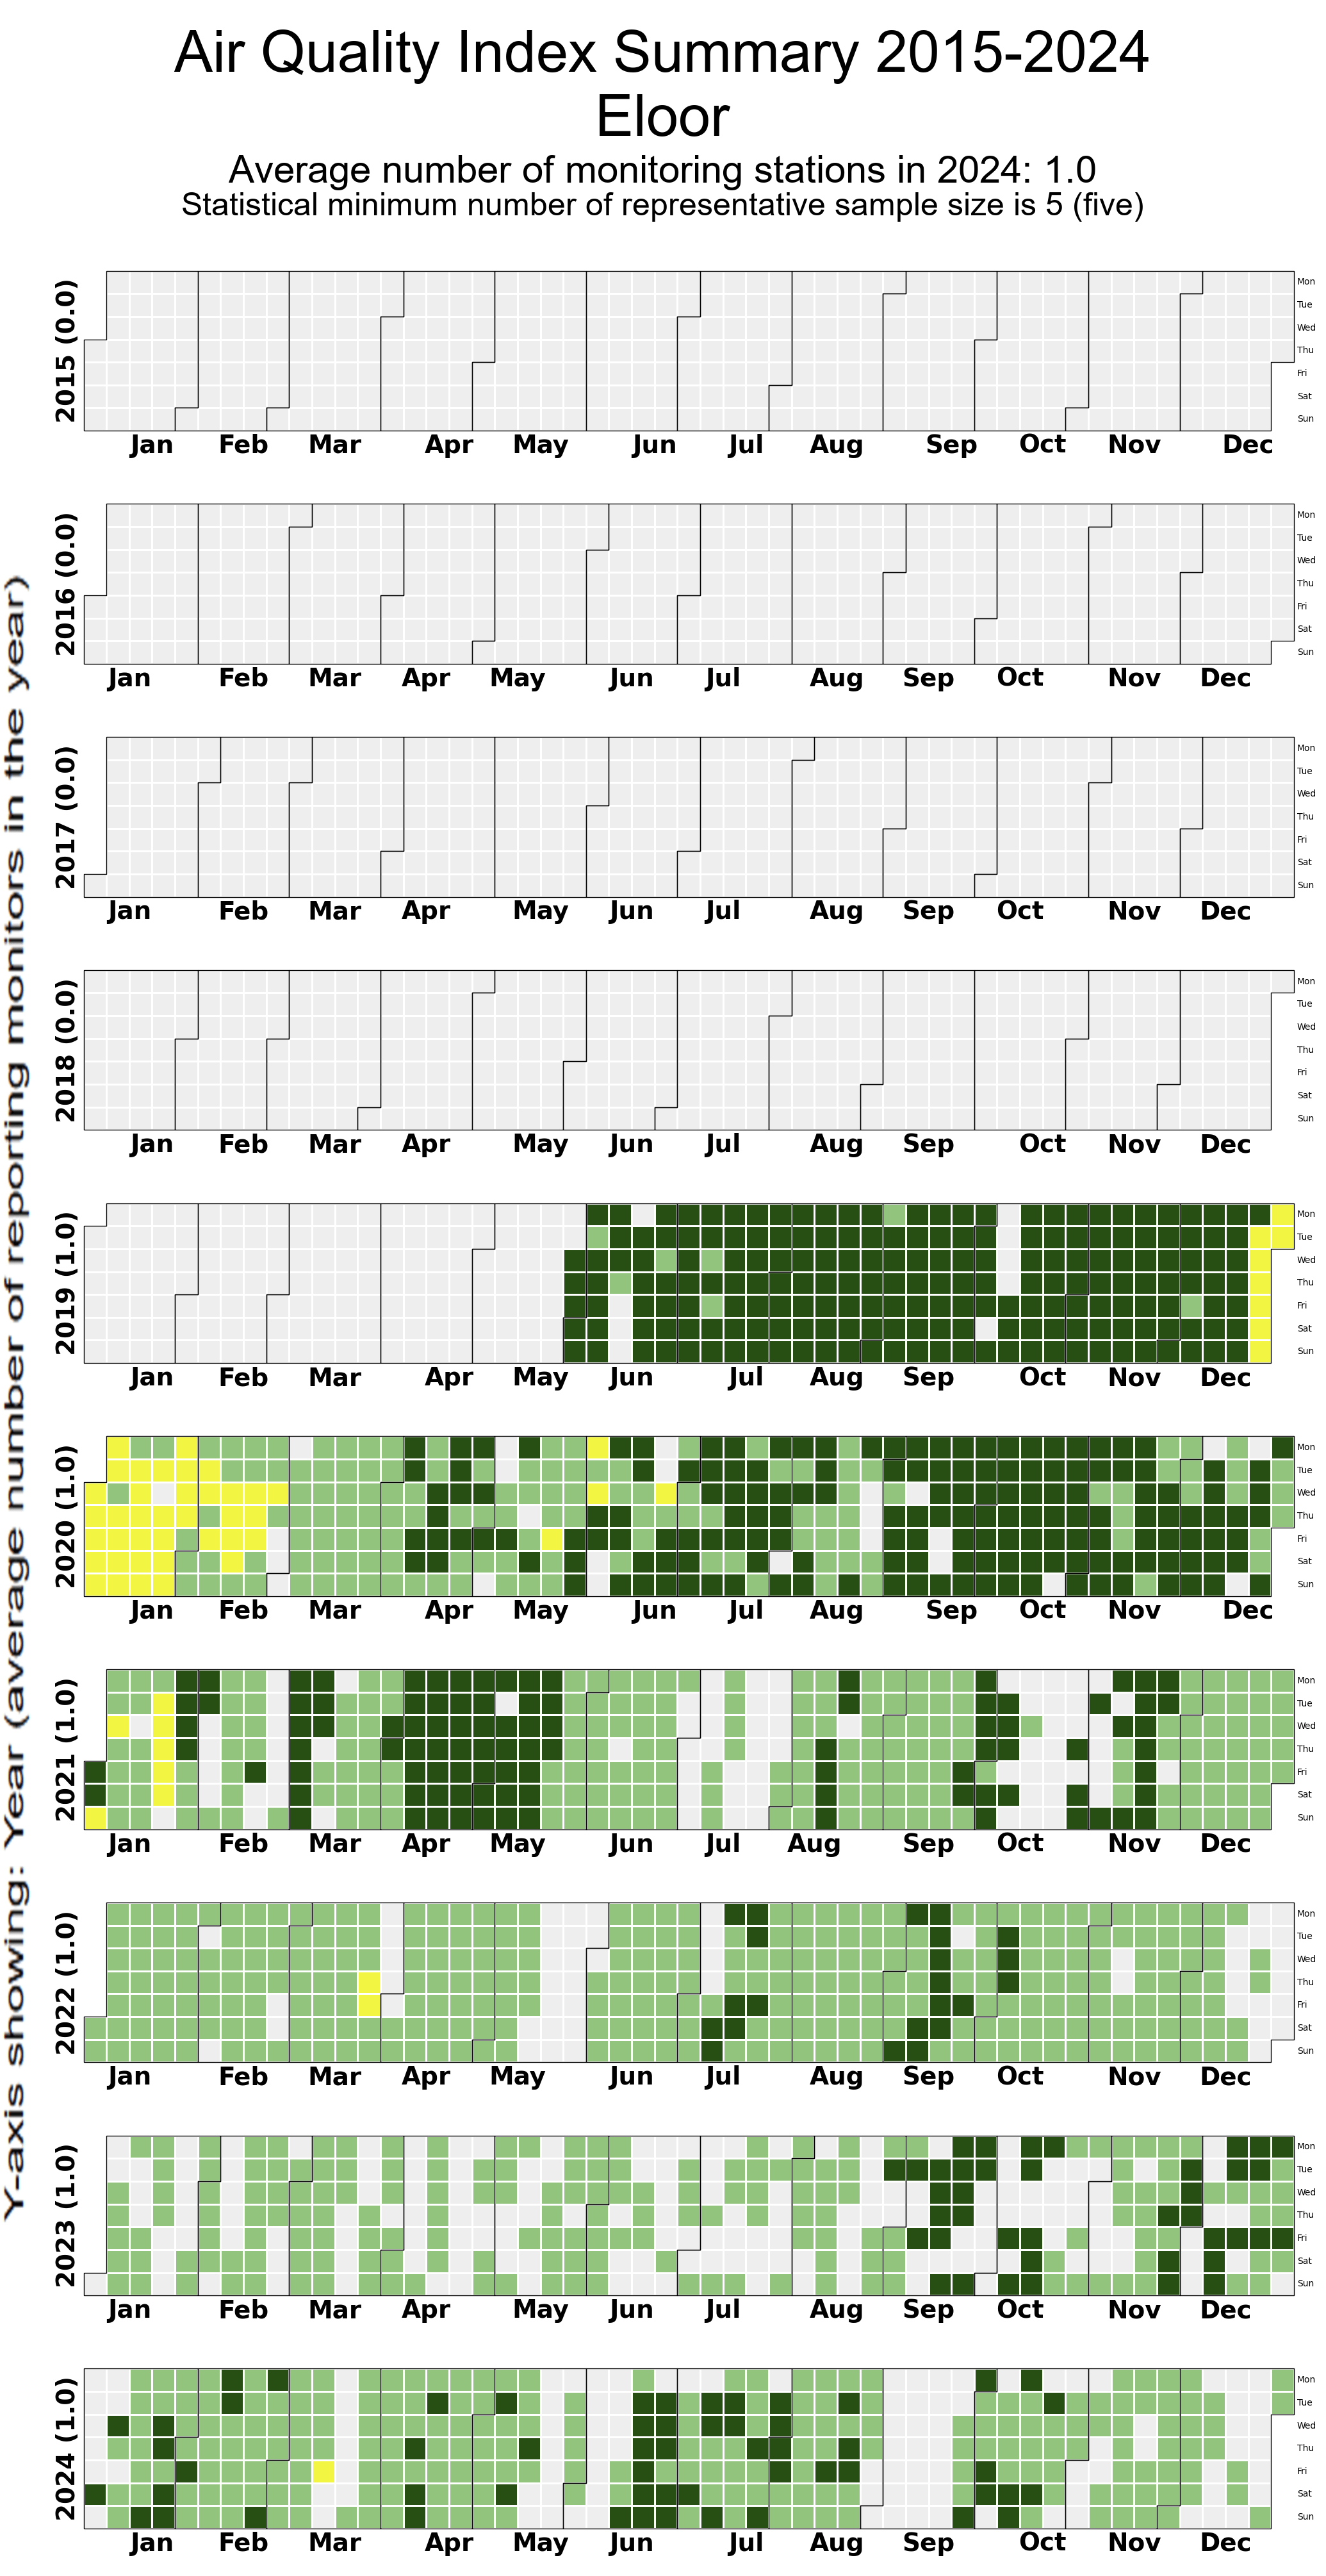 Air Quality Index Summary 2015-2024
Eloor
Average number of monitoring stations in 2024: 1.0
Statistical minimum number of representative sample size is 5 (five)
Y-axis showing: Year (average number of reporting monitors in the year)
2015 (0.0)
Mon
Tue
Wed
Thu
Fri
Sat
Sun
Jan Feb Mar Apr May Jun Jul Aug Sep Oct Nov Dec
2016 (0.0)
Mon
Tue
Wed
Thu
Fri
Sat
Sun
Jan Feb Mar Apr May Jun Jul Aug Sep Oct Nov Dec
2017 (0.0)
Mon
Tue
Wed
Thu
Fri
Sat
Sun
Jan Feb Mar Apr May Jun Jul Aug Sep Oct Nov Dec
2018 (0.0)
Mon
Tue
Wed
Thu
Fri
Sat
Sun
Jan Feb Mar Apr May Jun Jul Aug Sep Oct Nov Dec
2019 (1.0)
Mon
Tue
Wed
Thu
Fri
Sat
Sun
Jan Feb Mar Apr May Jun Jul Aug Sep Oct Nov Dec
2020 (1.0)
Mon
Tue
Wed
Thu
Fri
Sat
Sun
Jan Feb Mar Apr May Jun Jul Aug Sep Oct Nov Dec
2021 (1.0)
Mon
Tue
Wed
Thu
Fri
Sat
Sun
Jan Feb Mar Apr May Jun Jul Aug Sep Oct Nov Dec
2022 (1.0)
Mon
Tue
Wed
Thu
Fri
Sat
Sun
Jan Feb Mar Apr May Jun Jul Aug Sep Oct Nov Dec
2023 (1.0)
Mon
Tue
Wed
Thu
Fri
Sat
Sun
Jan Feb Mar Apr May Jun Jul Aug Sep Oct Nov Dec
2024 (1.0)
Mon
Tue
Wed
Thu
Fri
Sat
Sun
Jan Feb Mar Apr May Jun Jul Aug Sep Oct Nov Dec